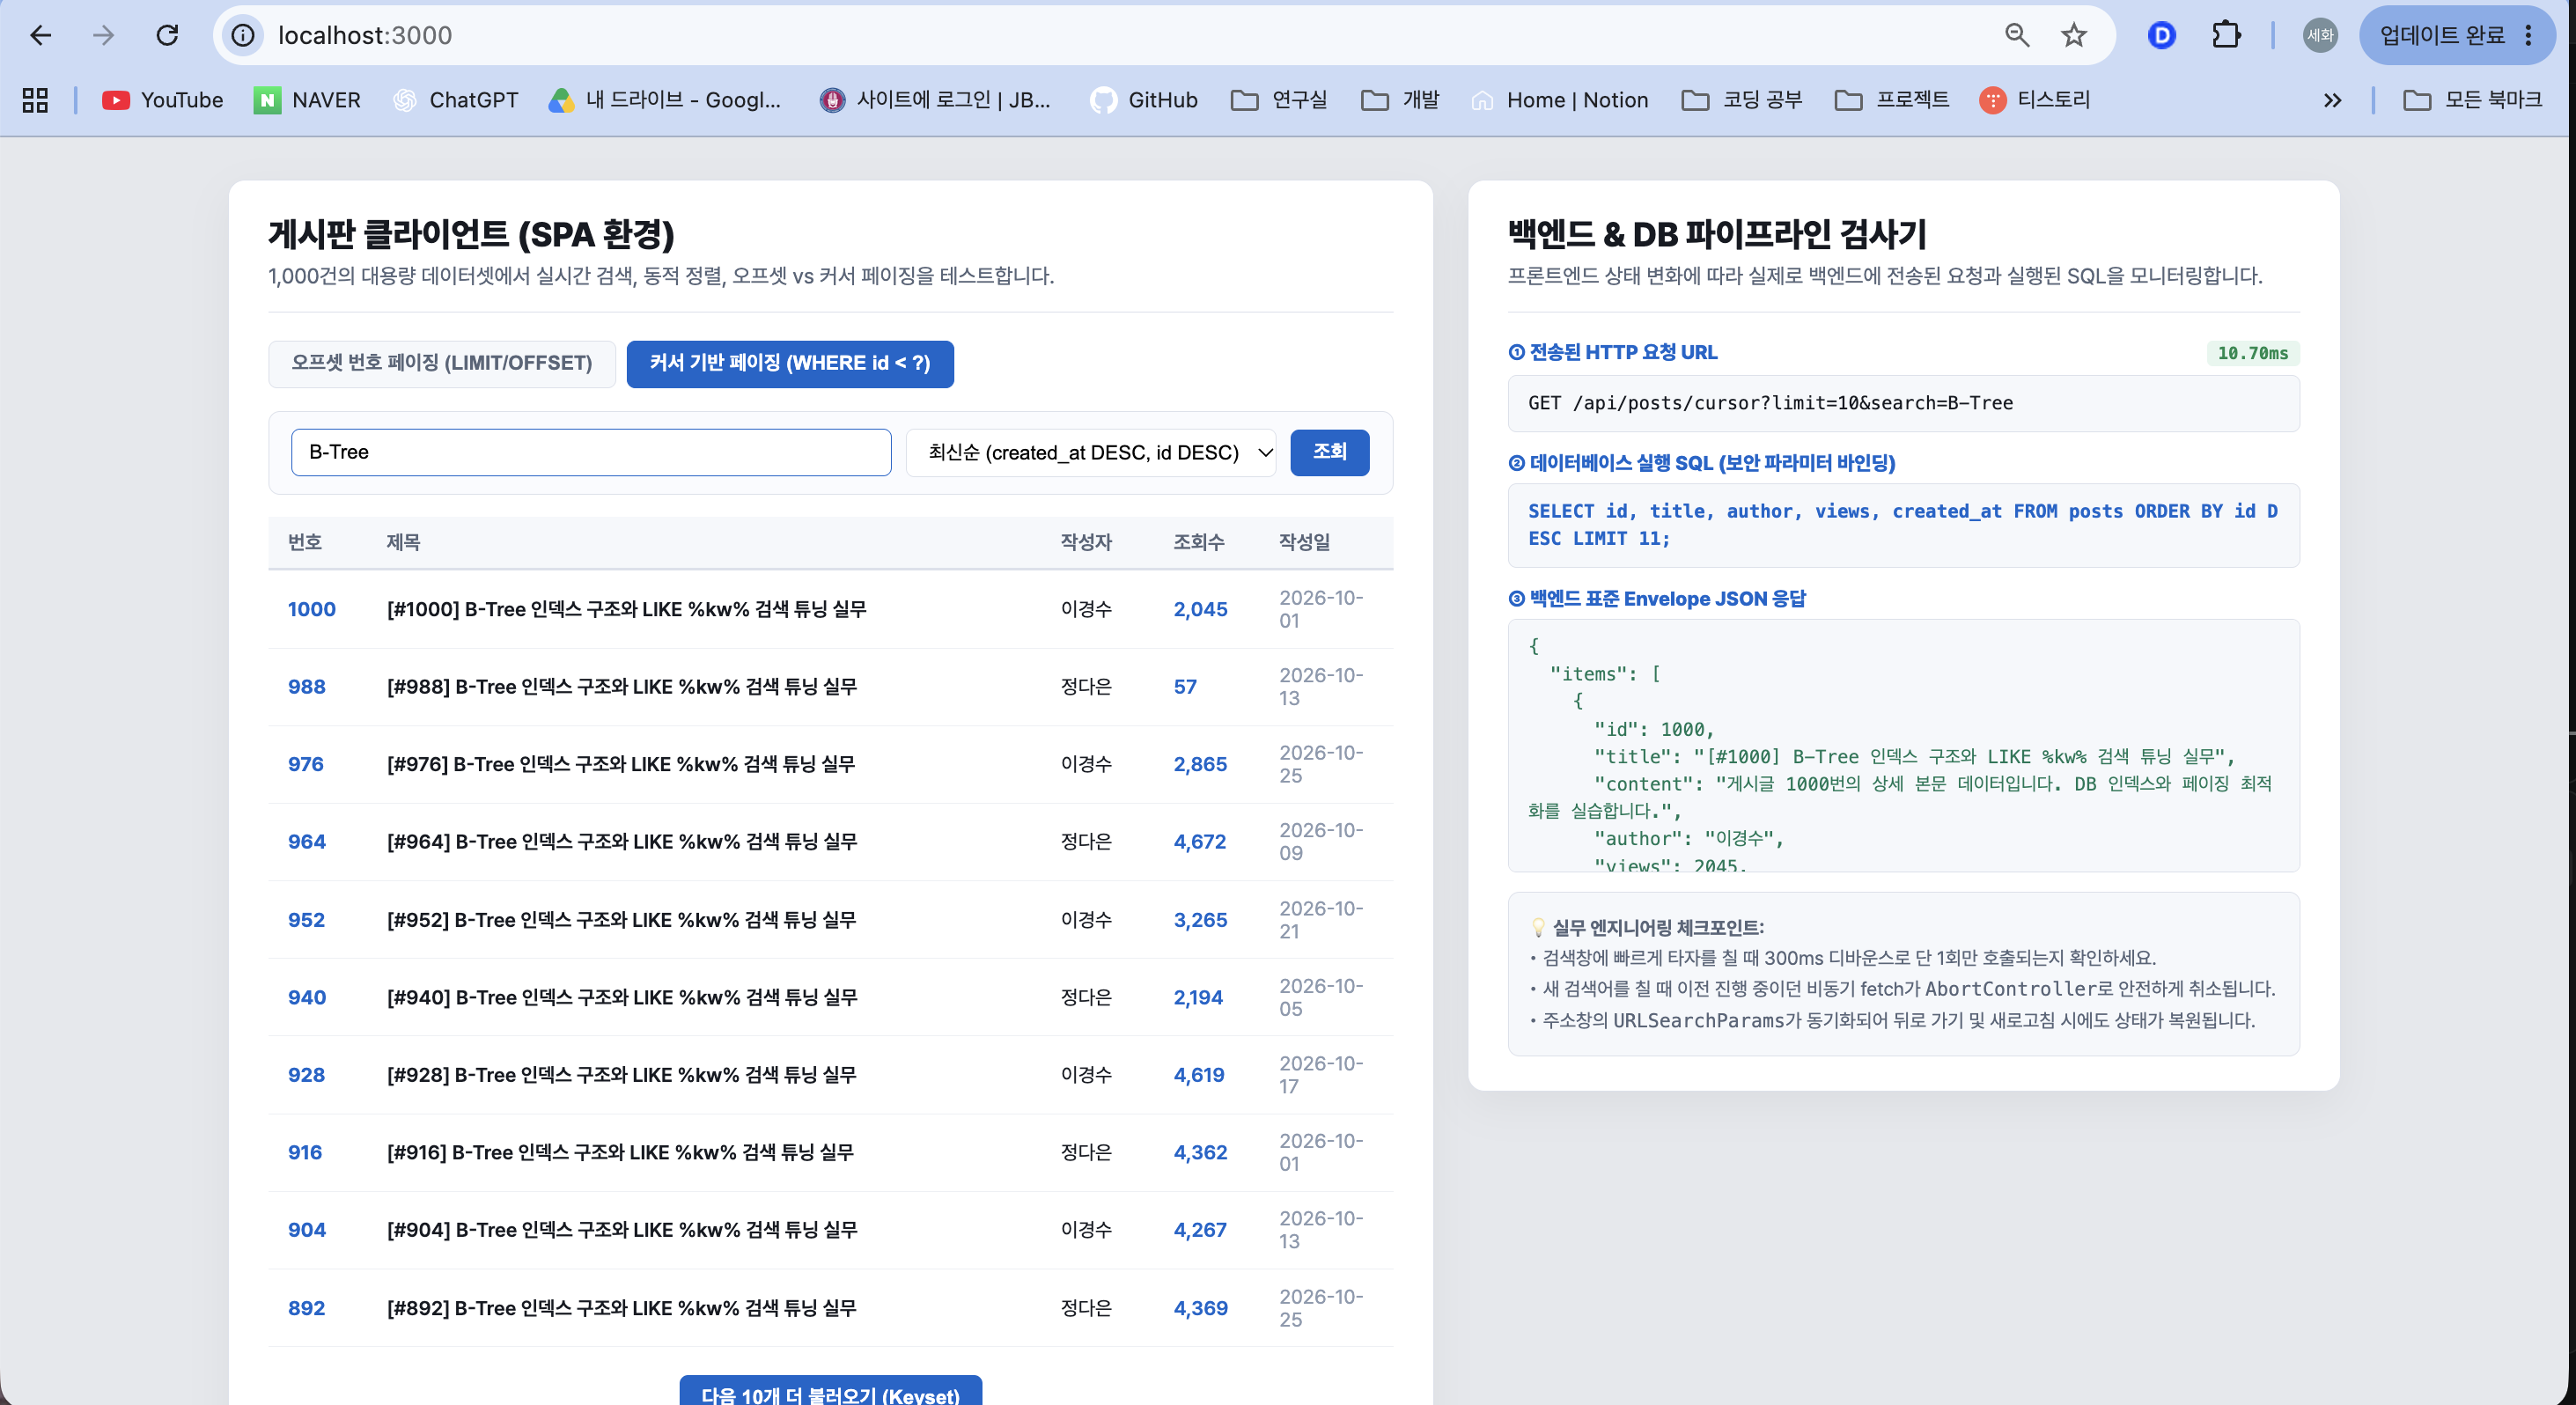 localhost:3000
세화
업데이트 완료
YouTube
NAVER
ChatGPT
내 드라이브 - Googl...
사이트에 로그인 | JB...
GitHub
연구실
개발
Home | Notion
코딩 공부
프로젝트
티스토리
모든 북마크
게시판 클라이언트 (SPA 환경)
1,000건의 대용량 데이터셋에서 실시간 검색, 동적 정렬, 오프셋 vs 커서 페이징을 테스트합니다.
오프셋 번호 페이징 (LIMIT/OFFSET)
커서 기반 페이징 (WHERE id < ?)
B-Tree
최신순 (created_at DESC, id DESC)
조회
번호 제목 작성자 조회수 작성일
1000 [#1000] B-Tree 인덱스 구조와 LIKE %kw% 검색 튜닝 실무 이경수 2,045 2026-10-
01
988 [#988] B-Tree 인덱스 구조와 LIKE %kw% 검색 튜닝 실무 정다은 57 2026-10-
13
976 [#976] B-Tree 인덱스 구조와 LIKE %kw% 검색 튜닝 실무 이경수 2,865 2026-10-
25
964 [#964] B-Tree 인덱스 구조와 LIKE %kw% 검색 튜닝 실무 정다은 4,672 2026-10-
09
952 [#952] B-Tree 인덱스 구조와 LIKE %kw% 검색 튜닝 실무 이경수 3,265 2026-10-
21
940 [#940] B-Tree 인덱스 구조와 LIKE %kw% 검색 튜닝 실무 정다은 2,194 2026-10-
05
928 [#928] B-Tree 인덱스 구조와 LIKE %kw% 검색 튜닝 실무 이경수 4,619 2026-10-
17
916 [#916] B-Tree 인덱스 구조와 LIKE %kw% 검색 튜닝 실무 정다은 4,362 2026-10-
01
904 [#904] B-Tree 인덱스 구조와 LIKE %kw% 검색 튜닝 실무 이경수 4,267 2026-10-
13
892 [#892] B-Tree 인덱스 구조와 LIKE %kw% 검색 튜닝 실무 정다은 4,369 2026-10-
25
다음 10개 더 불러오기 (Keyset)
백엔드 & DB 파이프라인 검사기
프론트엔드 상태 변화에 따라 실제로 백엔드에 전송된 요청과 실행된 SQL을 모니터링합니다.
① 전송된 HTTP 요청 URL
10.70ms
GET /api/posts/cursor?limit=10&search=B-Tree
② 데이터베이스 실행 SQL (보안 파라미터 바인딩)
SELECT id, title, author, views, created_at FROM posts ORDER BY id D
ESC LIMIT 11;
③ 백엔드 표준 Envelope JSON 응답
{
"items": [
{
"id": 1000,
"title": "[#1000] B-Tree 인덱스 구조와 LIKE %kw% 검색 튜닝 실무",
"content": "게시글 1000번의 상세 본문 데이터입니다. DB 인덱스와 페이징 최적
화를 실습합니다.",
"author": "이경수",
"views": 2045,
💡 실무 엔지니어링 체크포인트:
• 검색창에 빠르게 타자를 칠 때 300ms 디바운스로 단 1회만 호출되는지 확인하세요.
• 새 검색어를 칠 때 이전 진행 중이던 비동기 fetch가 AbortController로 안전하게 취소됩니다.
• 주소창의 URLSearchParams가 동기화되어 뒤로 가기 및 새로고침 시에도 상태가 복원됩니다.